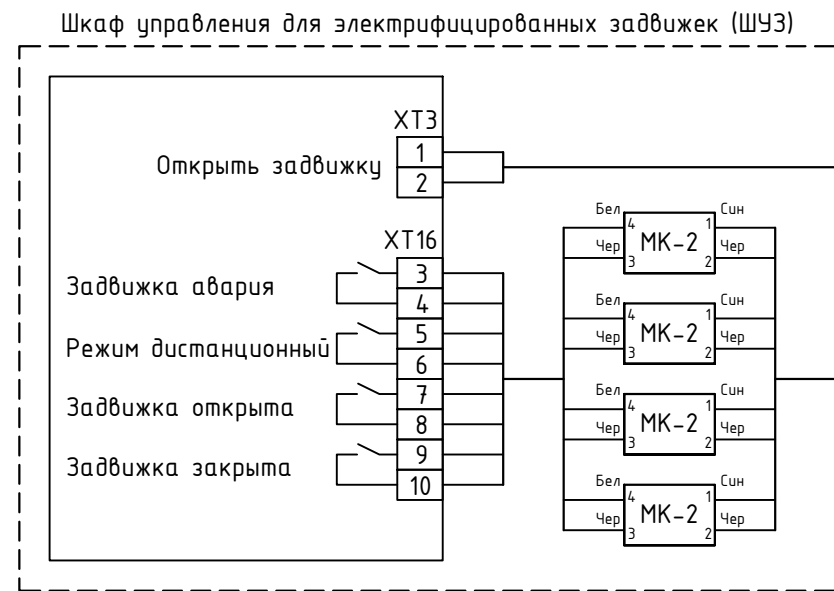 Шкаф управления для электрифицированных задвижек (ШУЗ)
XT3
Открыть задвижку
1
2
XT16
Задвижка авария
3
4
Режим дистанционный
5
6
Задвижка открыта
7
8
Задвижка закрыта
9
10
Бел 4 МК-2 1 Син
Чер 3 2 Чер
Бел 4 МК-2 1 Син
Чер 3 2 Чер
Бел 4 МК-2 1 Син
Чер 3 2 Чер
Бел 4 МК-2 1 Син
Чер 3 2 Чер